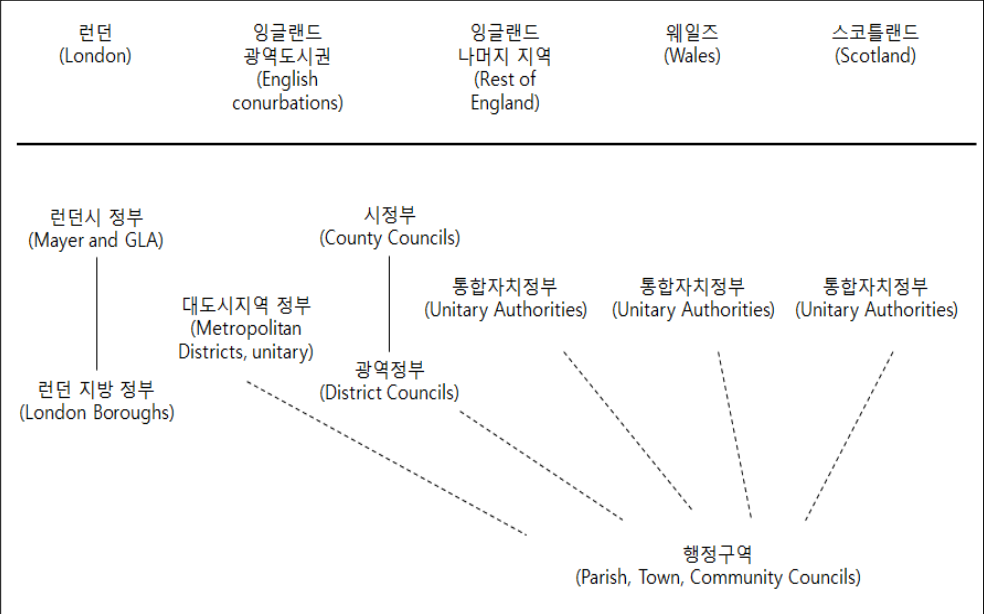 런던
(London)
잉글랜드
광역도시권
(English
conurbations)
잉글랜드
나머지 지역
(Rest of
England)
웨일즈
(Wales)
스코틀랜드
(Scotland)
런던시 정부
(Mayer and GLA)
시정부
(County Councils)
대도시지역 정부
(Metropolitan
Districts, unitary)
통합자치정부
(Unitary Authorities)
통합자치정부
(Unitary Authorities)
통합자치정부
(Unitary Authorities)
런던 지방 정부
(London Boroughs)
광역정부
(District Councils)
행정구역
(Parish, Town, Community Councils)